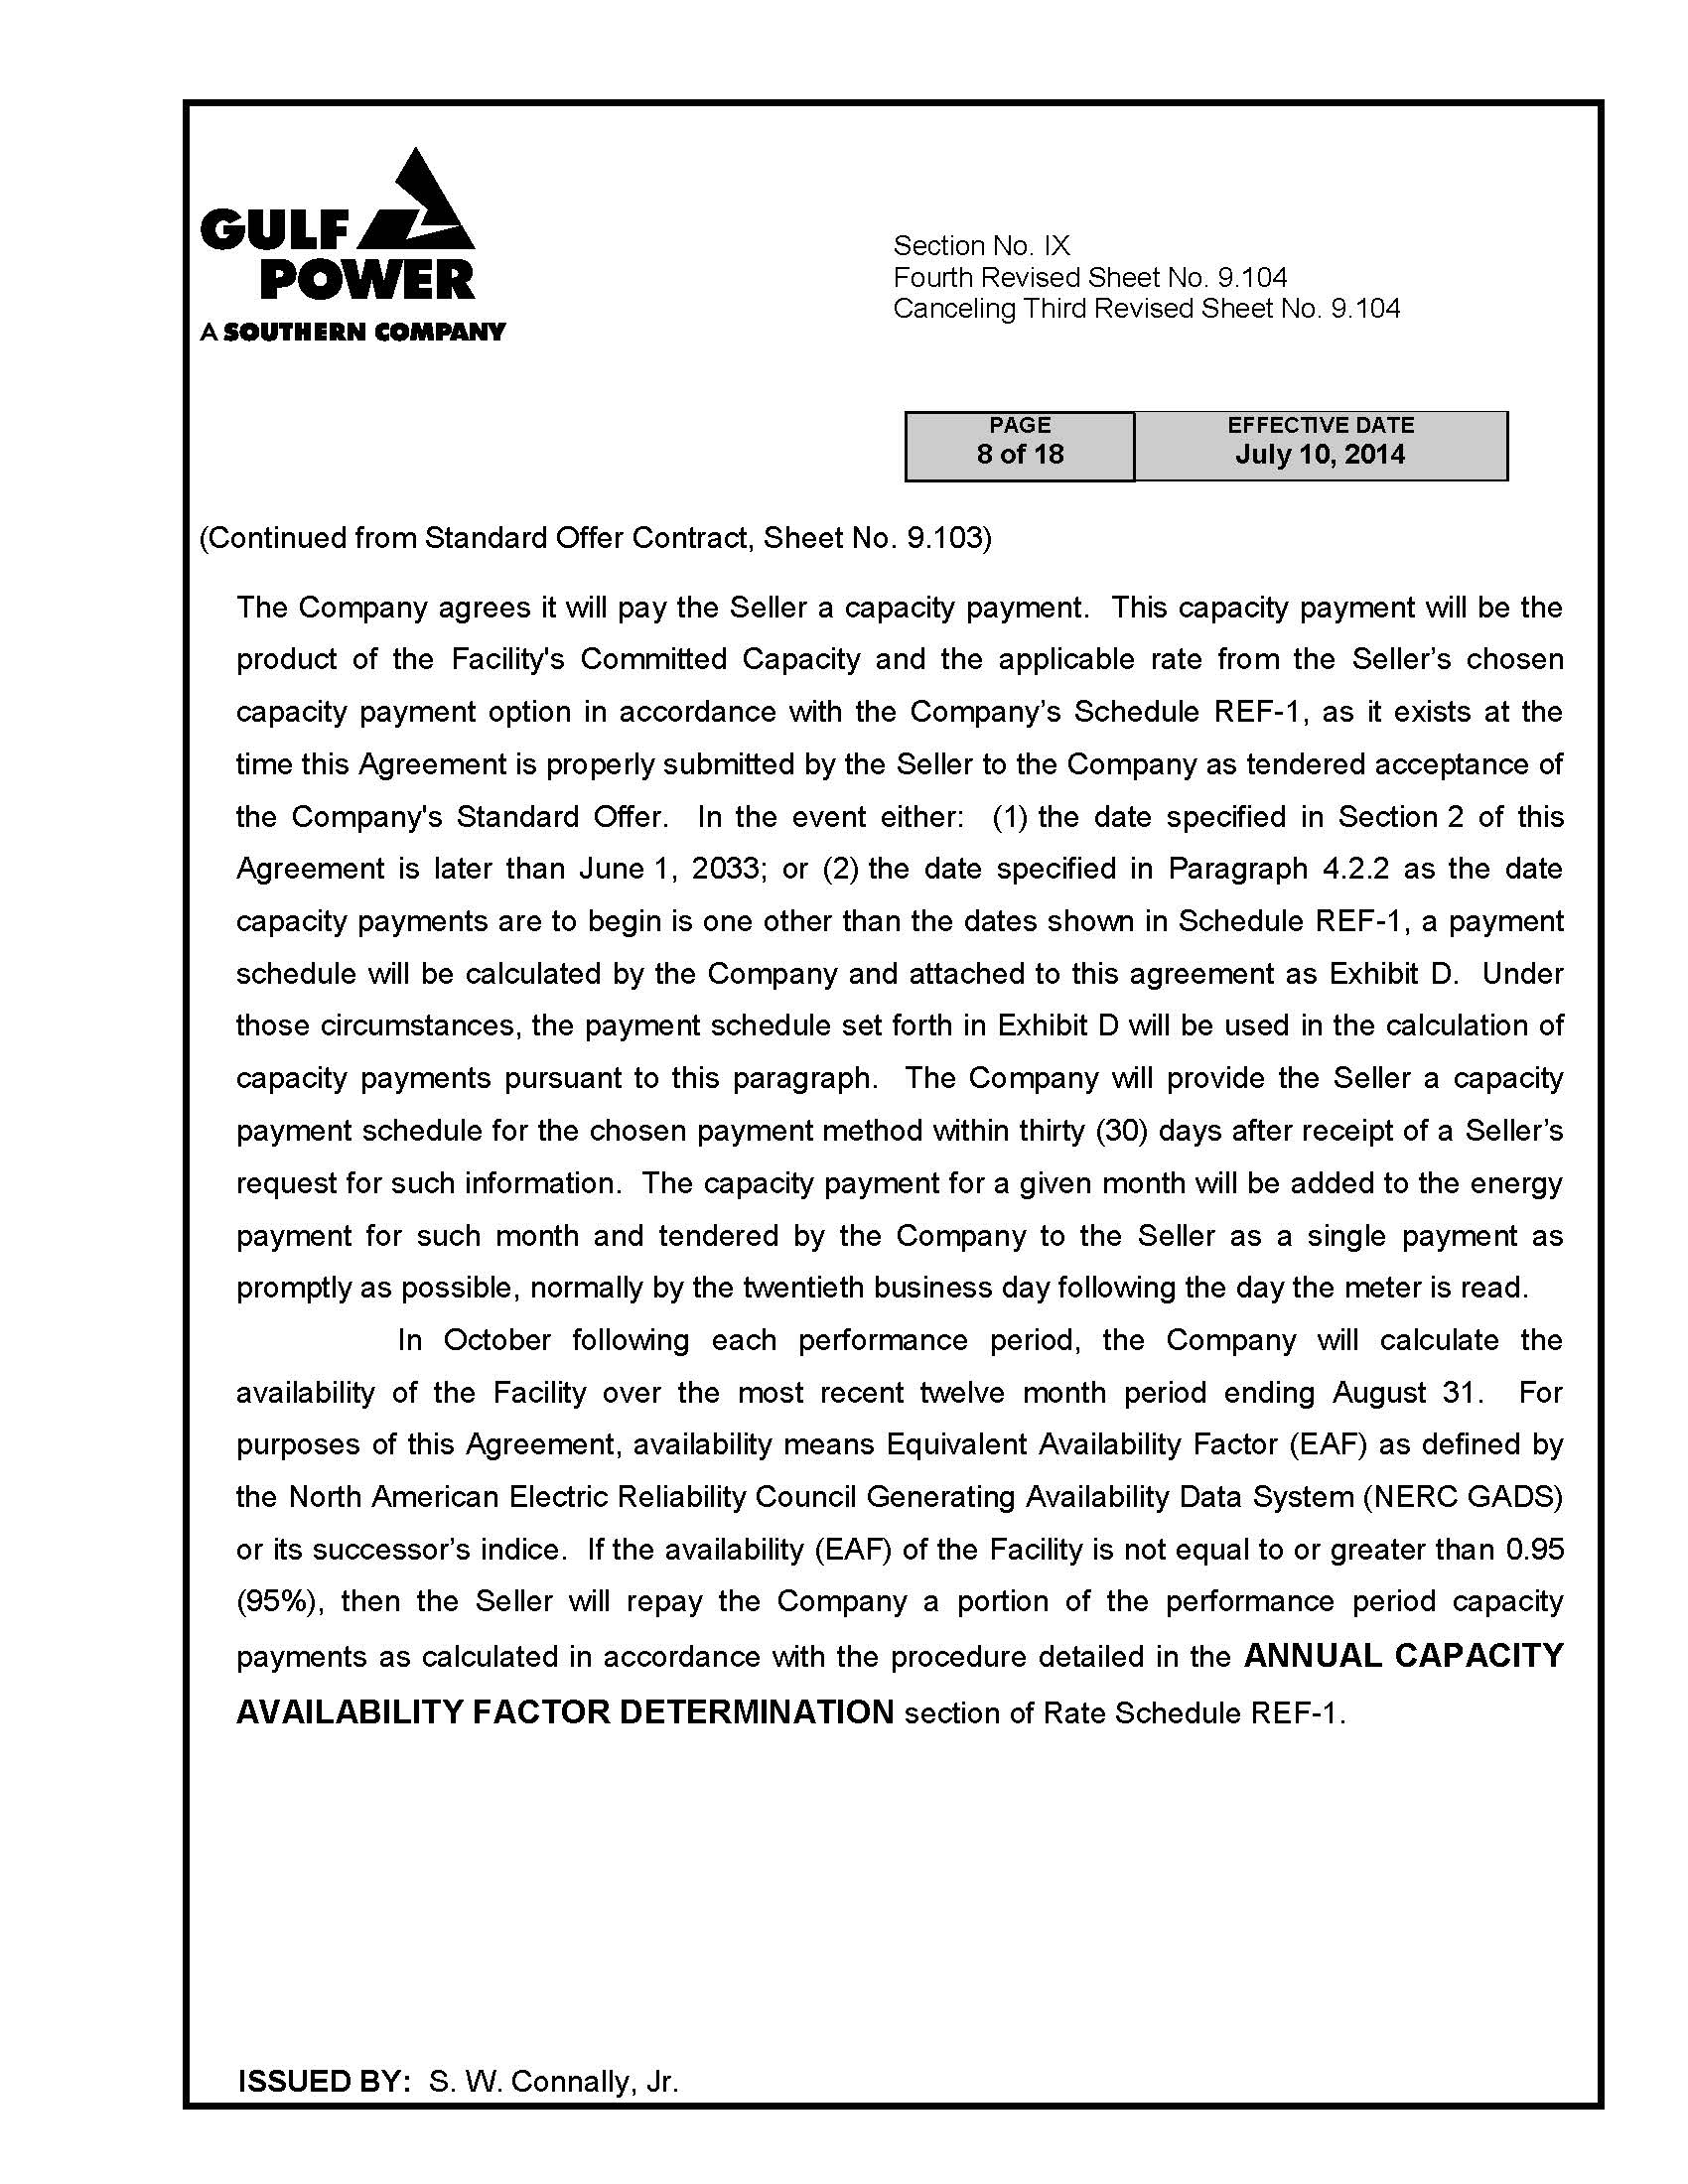 GULF
POWER
A SOUTHERN COMPANY
Section No. IX
Fourth Revised Sheet No. 9.104
Canceling Third Revised Sheet No. 9.104
PAGE
8 of 18
EFFECTIVE DATE
July 10, 2014
(Continued from Standard Offer Contract, Sheet No. 9.103)
The Company agrees it will pay the Seller a capacity payment.  This capacity payment will be the
product of the Facility's Committed Capacity and the applicable rate from the Seller’s chosen
capacity payment option in accordance with the Company’s Schedule REF-1, as it exists at the
time this Agreement is properly submitted by the Seller to the Company as tendered acceptance of
the Company's Standard Offer.  In the event either:  (1) the date specified in Section 2 of this
Agreement is later than June 1, 2033; or (2) the date specified in Paragraph 4.2.2 as the date
capacity payments are to begin is one other than the dates shown in Schedule REF-1, a payment
schedule will be calculated by the Company and attached to this agreement as Exhibit D.  Under
those circumstances, the payment schedule set forth in Exhibit D will be used in the calculation of
capacity payments pursuant to this paragraph.  The Company will provide the Seller a capacity
payment schedule for the chosen payment method within thirty (30) days after receipt of a Seller’s
request for such information.  The capacity payment for a given month will be added to the energy
payment for such month and tendered by the Company to the Seller as a single payment as
promptly as possible, normally by the twentieth business day following the day the meter is read.
In October following each performance period, the Company will calculate the
availability of the Facility over the most recent twelve month period ending August 31.  For
purposes of this Agreement, availability means Equivalent Availability Factor (EAF) as defined by
the North American Electric Reliability Council Generating Availability Data System (NERC GADS)
or its successor’s indice.  If the availability (EAF) of the Facility is not equal to or greater than 0.95
(95%), then the Seller will repay the Company a portion of the performance period capacity
payments as calculated in accordance with the procedure detailed in the ANNUAL CAPACITY
AVAILABILITY FACTOR DETERMINATION section of Rate Schedule REF-1.
ISSUED BY:  S. W. Connally, Jr.